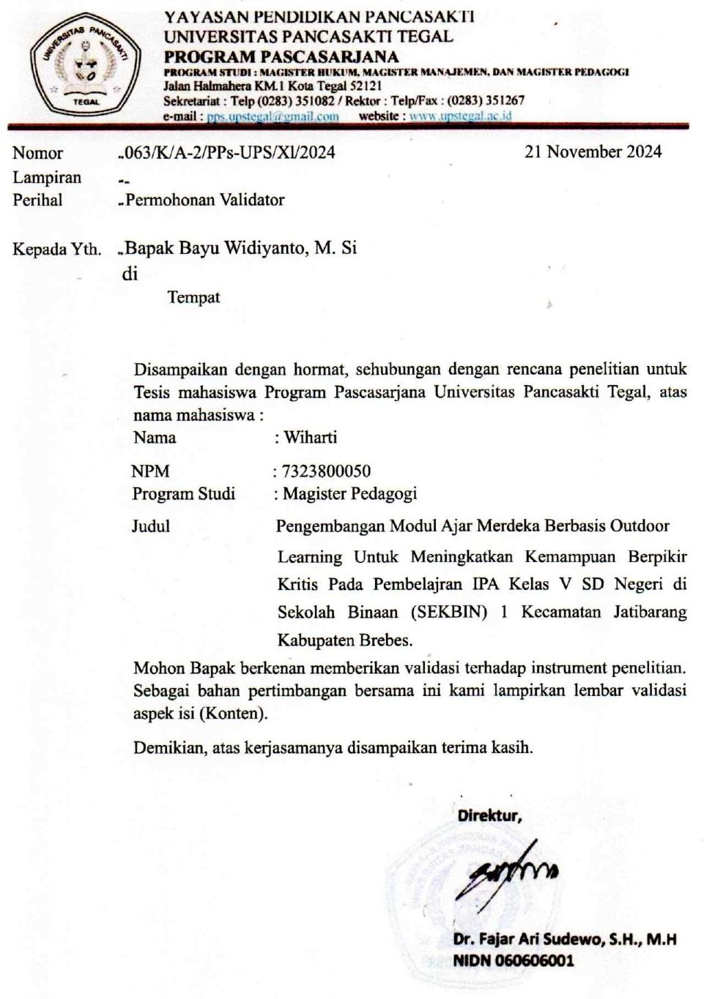 UNIVERSITAS PANCASAKTI
TEGAL
YAYASAN PENDIDIKAN PANCASAKTI
UNIVERSITAS PANCASAKTI TEGAL
PROGRAM PASCASARJANA
PROGRAM STUDI : MAGISTER HUKUM, MAGISTER MANAJEMEN, DAN MAGISTER PEDAGOGI
Jalan Halmahera KM.1 Kota Tegal 52121
Sekretariat : Telp (0283) 351082 / Rektor : Telp/Fax : (0283) 351267
e-mail : pps.upstegal@gmail.com website : www.upstegal.ac.id
Nomor ..063/K/A-2/PPs-UPS/XI/2024 21 November 2024
Lampiran ..-
Perihal ..Permohonan Validator
Kepada Yth. ..Bapak Bayu Widiyanto, M. Si
di
Tempat
Disampaikan dengan hormat, sehubungan dengan rencana penelitian untuk
Tesis mahasiswa Program Pascasarjana Universitas Pancasakti Tegal, atas
nama mahasiswa :
Nama : Wiharti
NPM : 7323800050
Program Studi : Magister Pedagogi
Judul Pengembangan Modul Ajar Merdeka Berbasis Outdoor
Learning Untuk Meningkatkan Kemampuan Berpikir
Kritis Pada Pembelajran IPA Kelas V SD Negeri di
Sekolah Binaan (SEKBIN) 1 Kecamatan Jatibarang
Kabupaten Brebes.
Mohon Bapak berkenan memberikan validasi terhadap instrument penelitian.
Sebagai bahan pertimbangan bersama ini kami lampirkan lembar validasi
aspek isi (Konten).
Demikian, atas kerjasamanya disampaikan terima kasih.
Direktur,
Dr. Fajar Ari Sudewo, S.H., M.H
NIDN 060606001